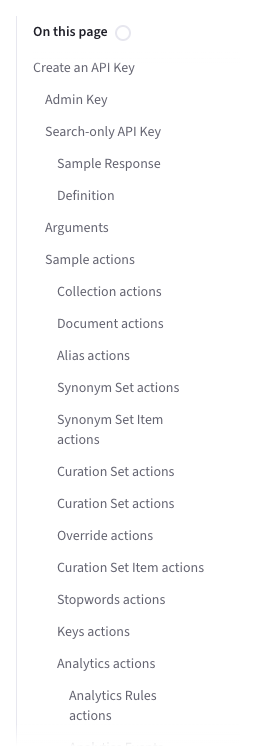 On this page
Create an API Key
Admin Key
Search-only API Key
Sample Response
Definition
Arguments
Sample actions
Collection actions
Document actions
Alias actions
Synonym Set actions
Synonym Set Item
actions
Curation Set actions
Curation Set actions
Override actions
Curation Set Item actions
Stopwords actions
Keys actions
Analytics actions
Analytics Rules
actions